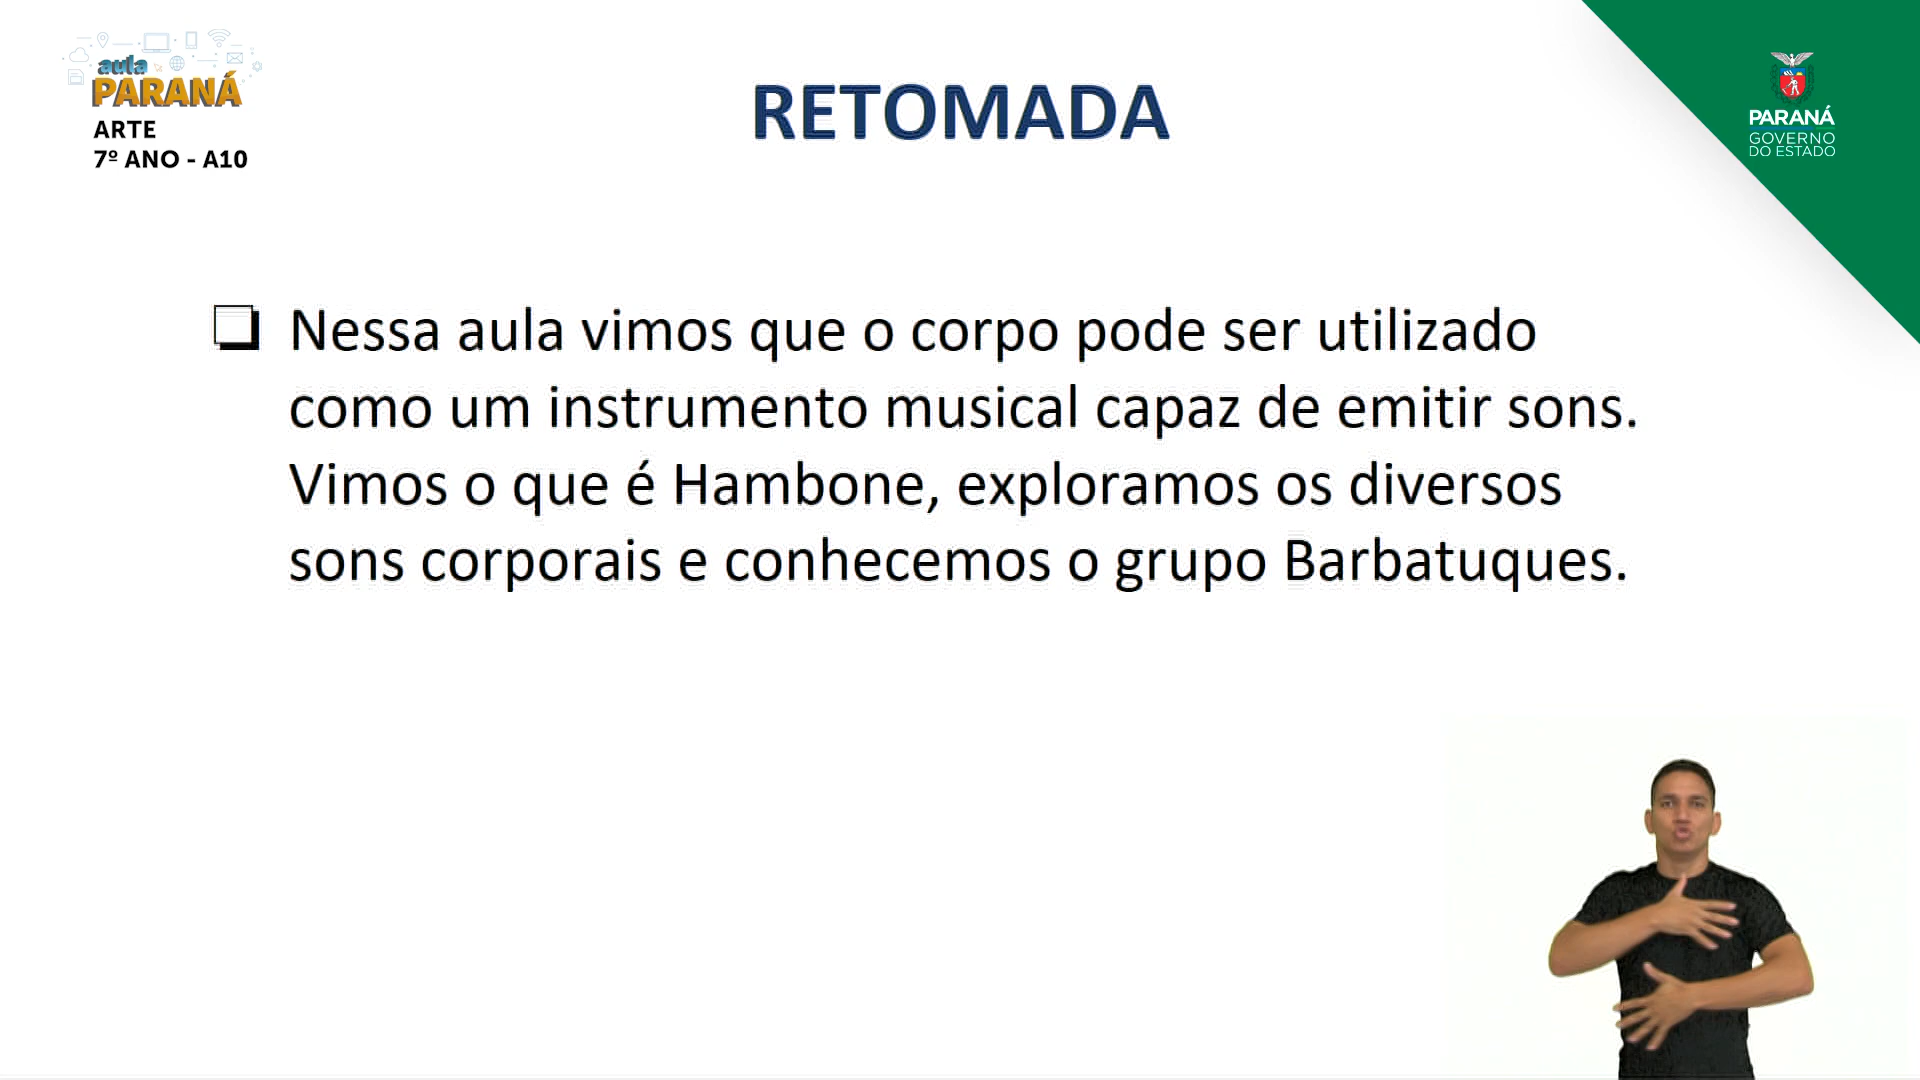 aula
PARANÁ
ARTE
7º ANO - A10
RETOMADA
PARANÁ
GOVERNO
DO ESTADO
Nessa aula vimos que o corpo pode ser utilizado
como um instrumento musical capaz de emitir sons.
Vimos o que é Hambone, exploramos os diversos
sons corporais e conhecemos o grupo Barbatuques.